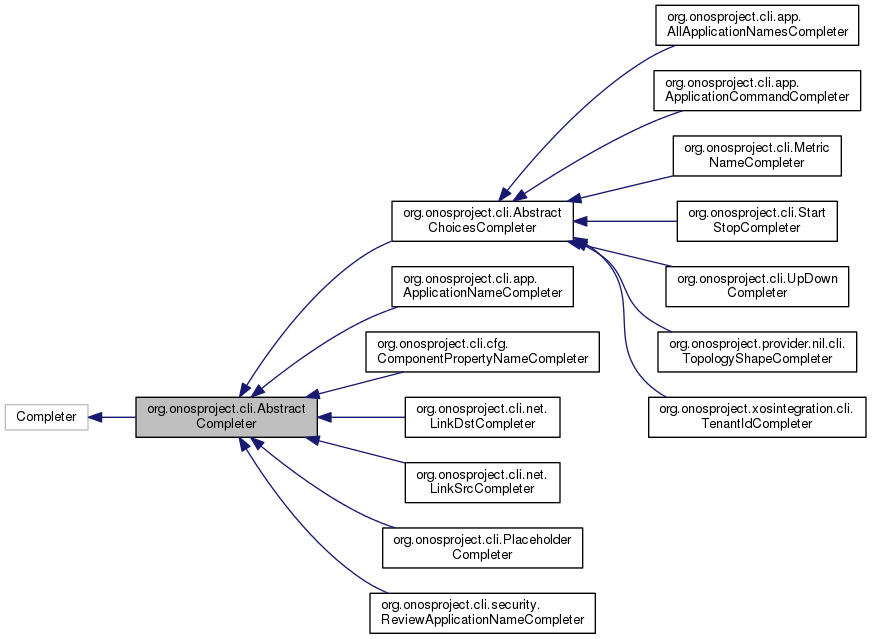 org.onosproject.cli.app.
AllApplicationNamesCompleter
org.onosproject.cli.app.
ApplicationCommandCompleter
org.onosproject.cli.Metric
NameCompleter
org.onosproject.cli.Abstract
ChoicesCompleter
org.onosproject.cli.Start
StopCompleter
org.onosproject.cli.app.
ApplicationNameCompleter
org.onosproject.cli.UpDown
Completer
org.onosproject.cli.cfg.
ComponentPropertyNameCompleter
org.onosproject.provider.nil.cli.
TopologyShapeCompleter
Completer
org.onosproject.cli.Abstract
Completer
org.onosproject.cli.net.
LinkDstCompleter
org.onosproject.xosintegration.cli.
TenantIdCompleter
org.onosproject.cli.net.
LinkSrcCompleter
org.onosproject.cli.Placeholder
Completer
org.onosproject.cli.security.
ReviewApplicationNameCompleter